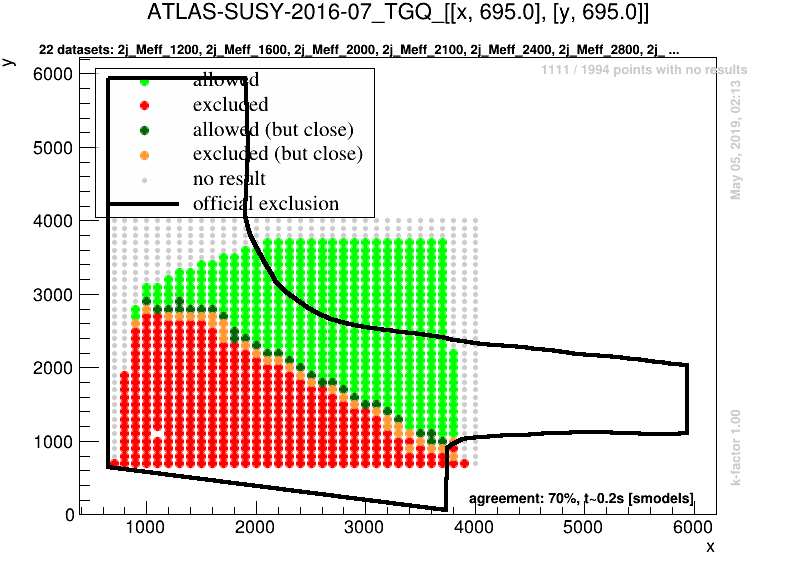 ATLAS-SUSY-2016-07_TGQ_[[x, 695.0], [y, 695.0]]
22 datasets: 2j_Meff_1200, 2j_Meff_1600, 2j_Meff_2000, 2j_Meff_2100, 2j_Meff_2400, 2j_Meff_2800, 2j_ ...
1111 / 1994 points with no results
y
6000
5000
4000
3000
2000
1000
0
allowed
excluded
allowed (but close)
excluded (but close)
no result
official exclusion
May 05, 2019, 02:13
k-factor 1.00
agreement: 70%, t~0.2s [smodels]
1000
2000
3000
4000
5000
6000
x